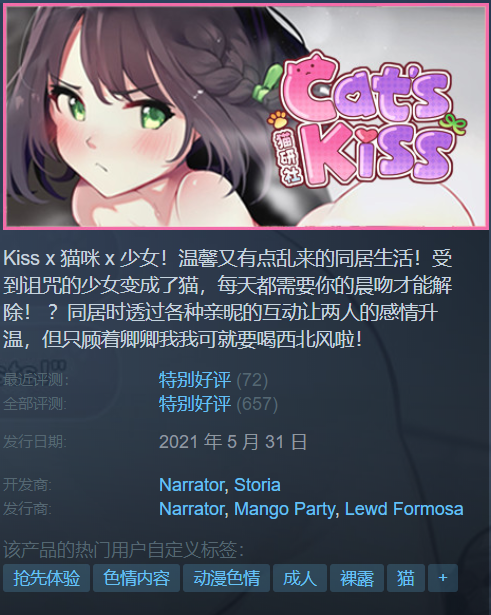 Cat's
猫研社
Kiss
Kiss x 猫咪 x 少女！温馨又有点乱来的同居生活！受
到诅咒的少女变成了猫，每天都需要你的晨吻才能解
除！？同居时透过各种亲昵的互动让两人的感情升
温，但只顾着卿卿我我可就要喝西北风啦！
最近评测：
特别好评 (72)
全部评测:
特别好评 (657)
发行日期:
2021 年 5 月 31 日
开发商:
Narrator, Storia
发行商:
Narrator, Mango Party, Lewd Formosa
该产品的热门用户自定义标签：
抢先体验 色情内容 动漫色情 成人 裸露 猫 +